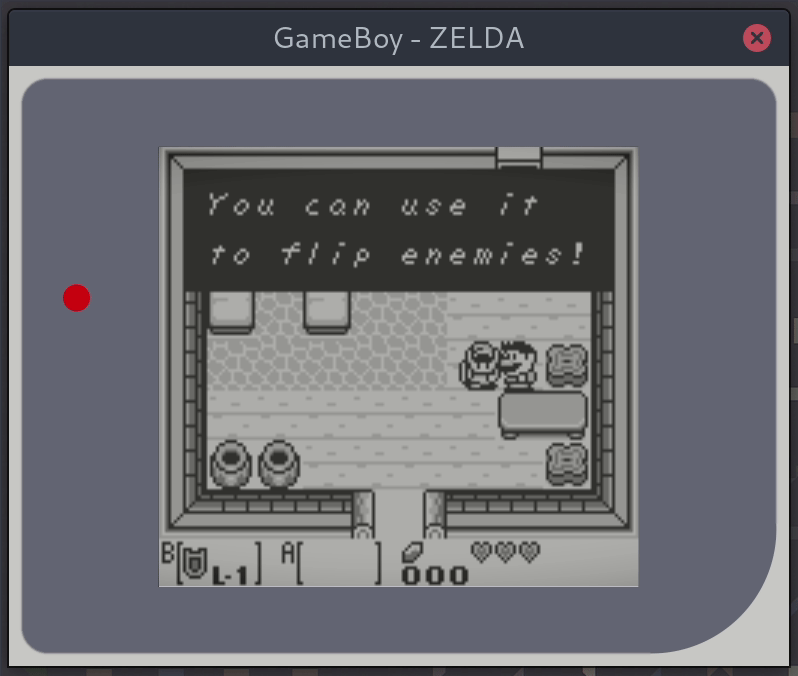 GameBoy - ZELDA
You can use it
to flip enemies!
B[ L-1 ] A[ ] 000